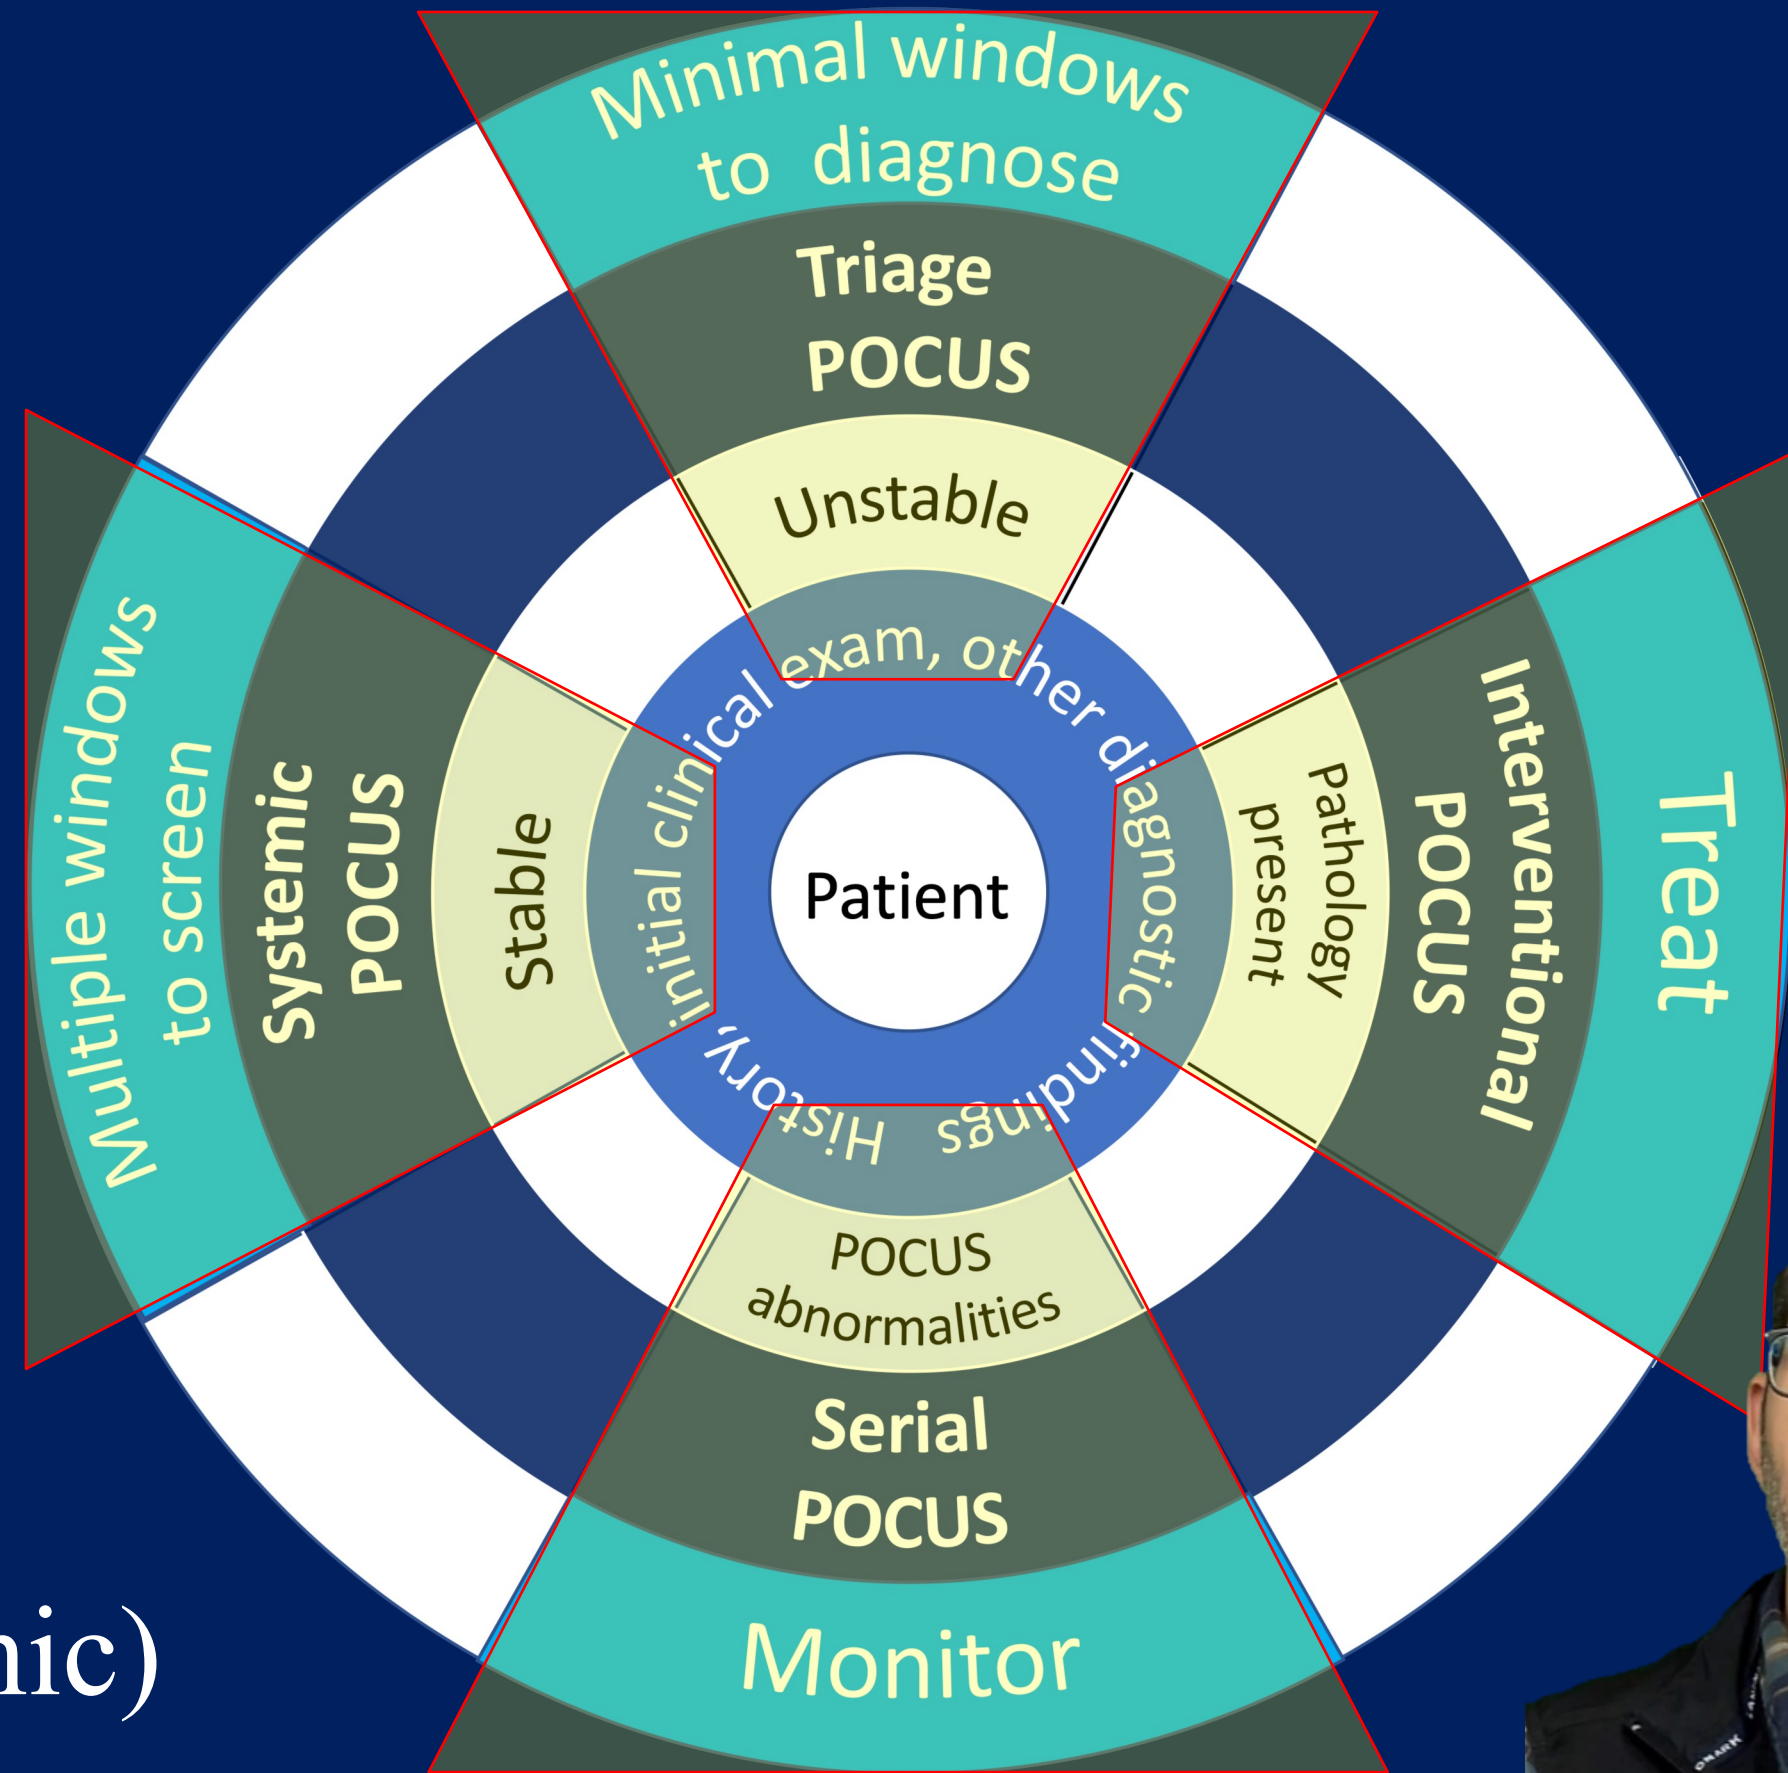 Minimal windows
to diagnose
Triage
POCUS
Unstable
Multiple windows
to screen
Systemic
POCUS
Stable
History, initial clinical exam, other diagnostic findings
Patient
Pathology
present
Interventional
POCUS
Treat
POCUS
abnormalities
Serial
POCUS
Monitor
nic)